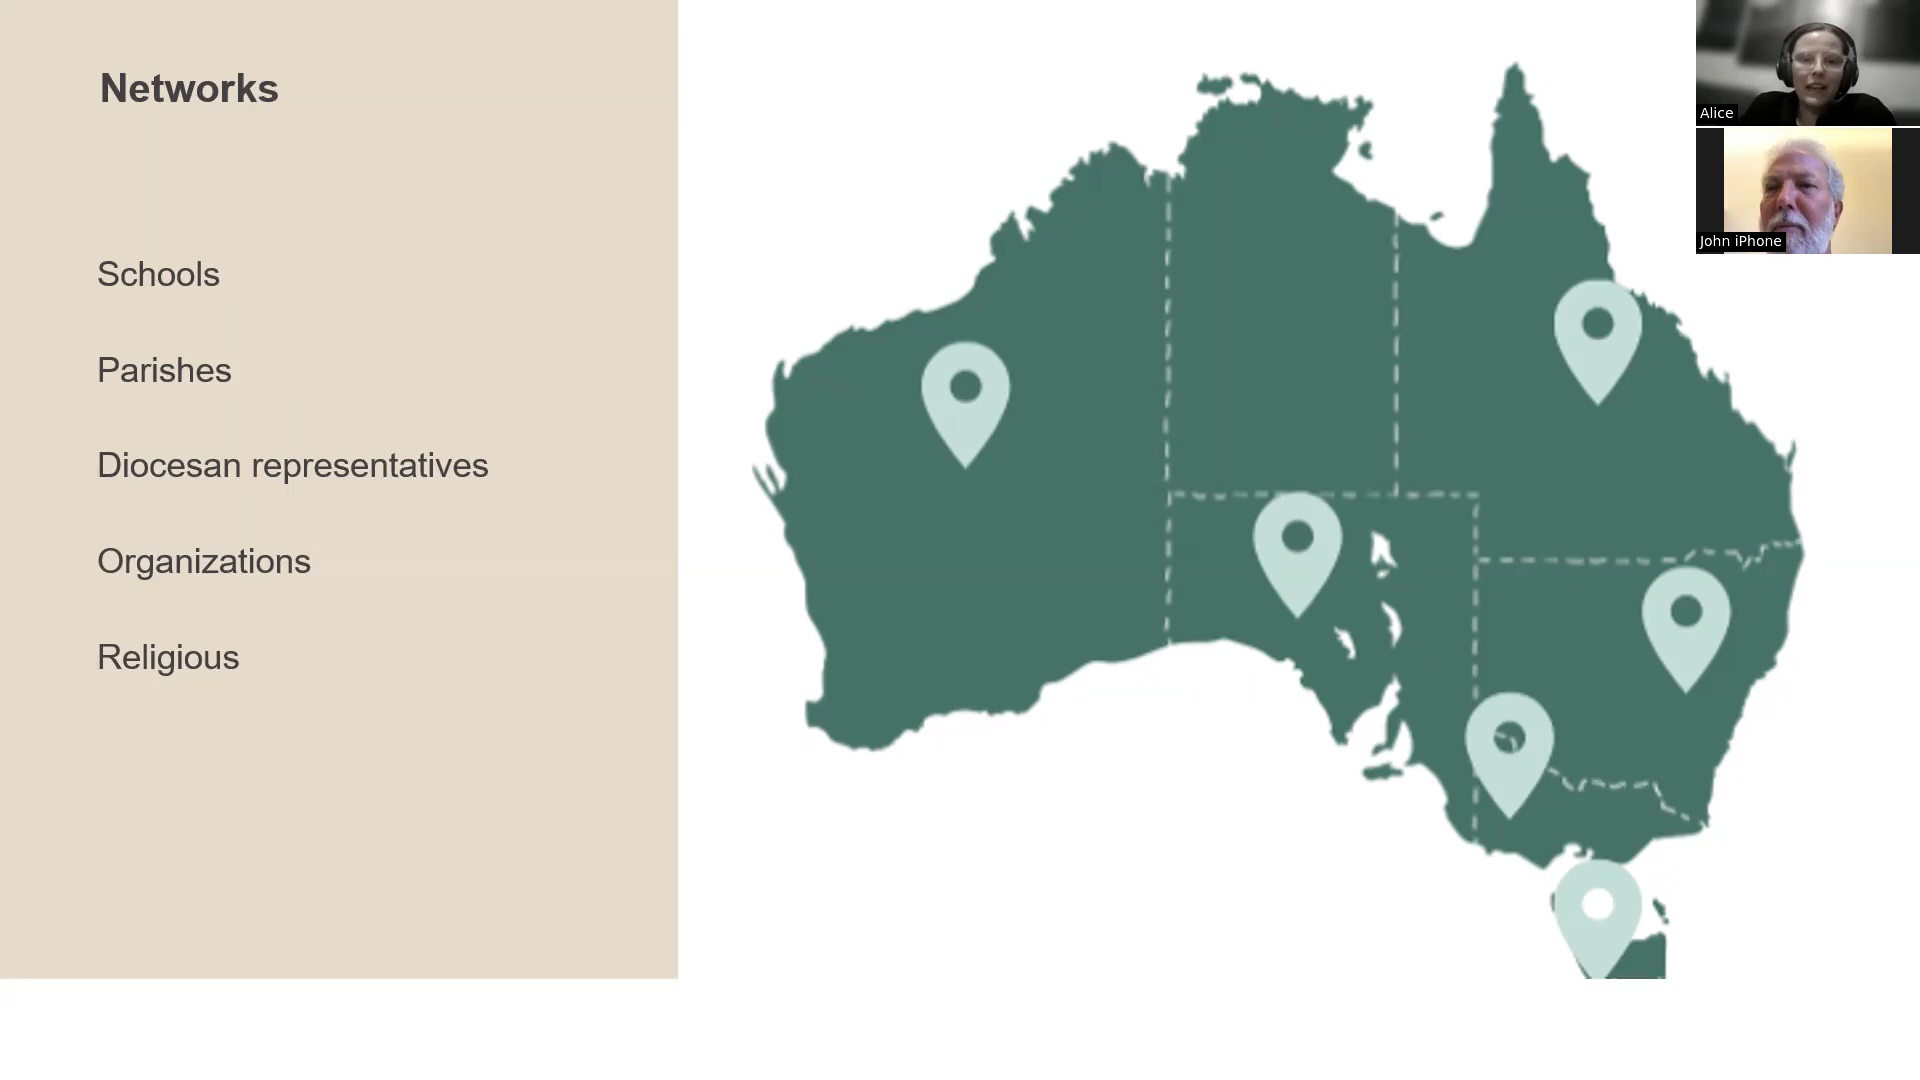 Networks
Schools
Parishes
Diocesan representatives
Organizations
Religious
Alice
John iPhone